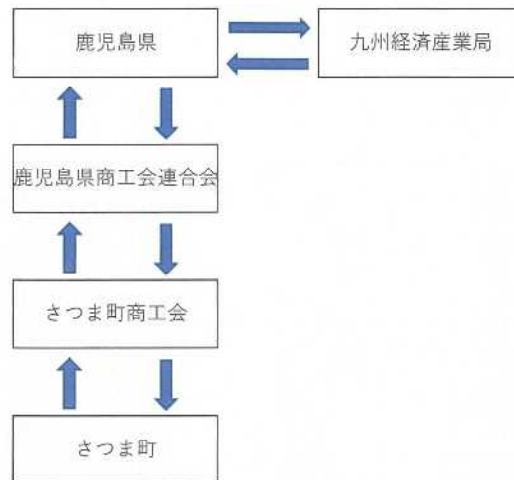 鹿児島県
九州経済産業局
鹿児島県商工会連合会
さつま町商工会
さつま町